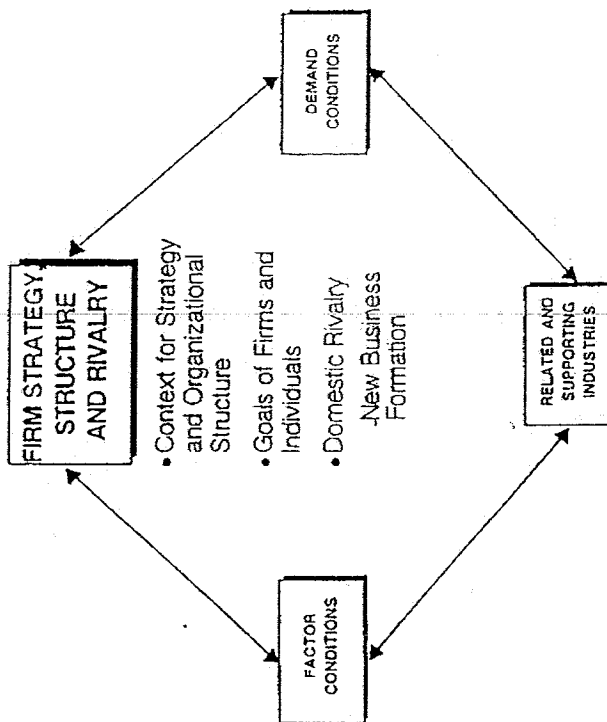 FIRM STRATEGY,
STRUCTURE
AND RIVALRY
• Context for Strategy
and Organizational
Structure
• Goals of Firms and
Individuals
• Domestic Rivalry
-New Business
Formation
FACTOR
CONDITIONS
DEMAND
CONDITIONS
RELATED AND
SUPPORTING
INDUSTRIES